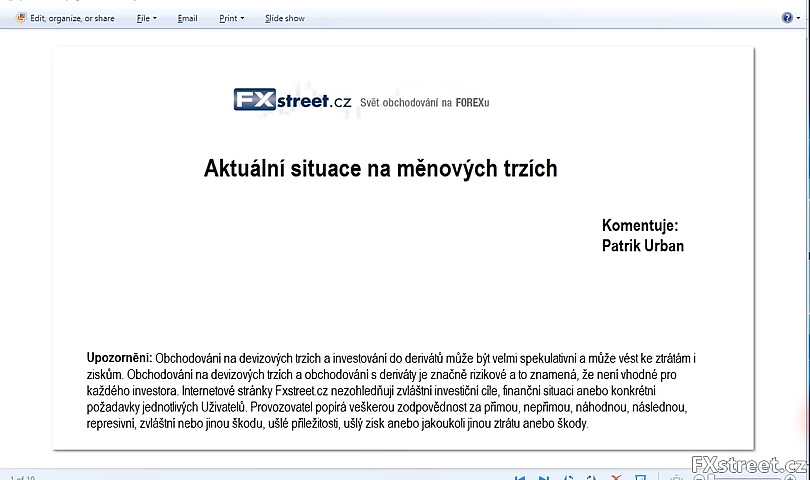 Edit, organize, or share File Email Print Slide show
FXstreet.cz Svět obchodování na FOREXu
Aktuální situace na měnových trzích
Komentuje:
Patrik Urban
Upozornění: Obchodování na devizových trzích a investování do derivátů může být velmi spekulativní a může vést ke ztrátám i
ziskům. Obchodování na devizových trzích a obchodování s deriváty je značně rizikové a to znamená, že není vhodné pro
každého investora. Internetové stránky Fxstreet.cz nezohledňují zvláštní investiční cíle, finanční situaci anebo konkrétní
požadavky jednotlivých Uživatelů. Provozovatel popírá veškerou zodpovědnost za přímou, nepřímou, náhodnou, následnou,
represivní, zvláštní nebo jinou škodu, ušlé příležitosti, ušlý zisk anebo jakoukoli jinou ztrátu anebo škody.
FXstreet.cz
1 of 10